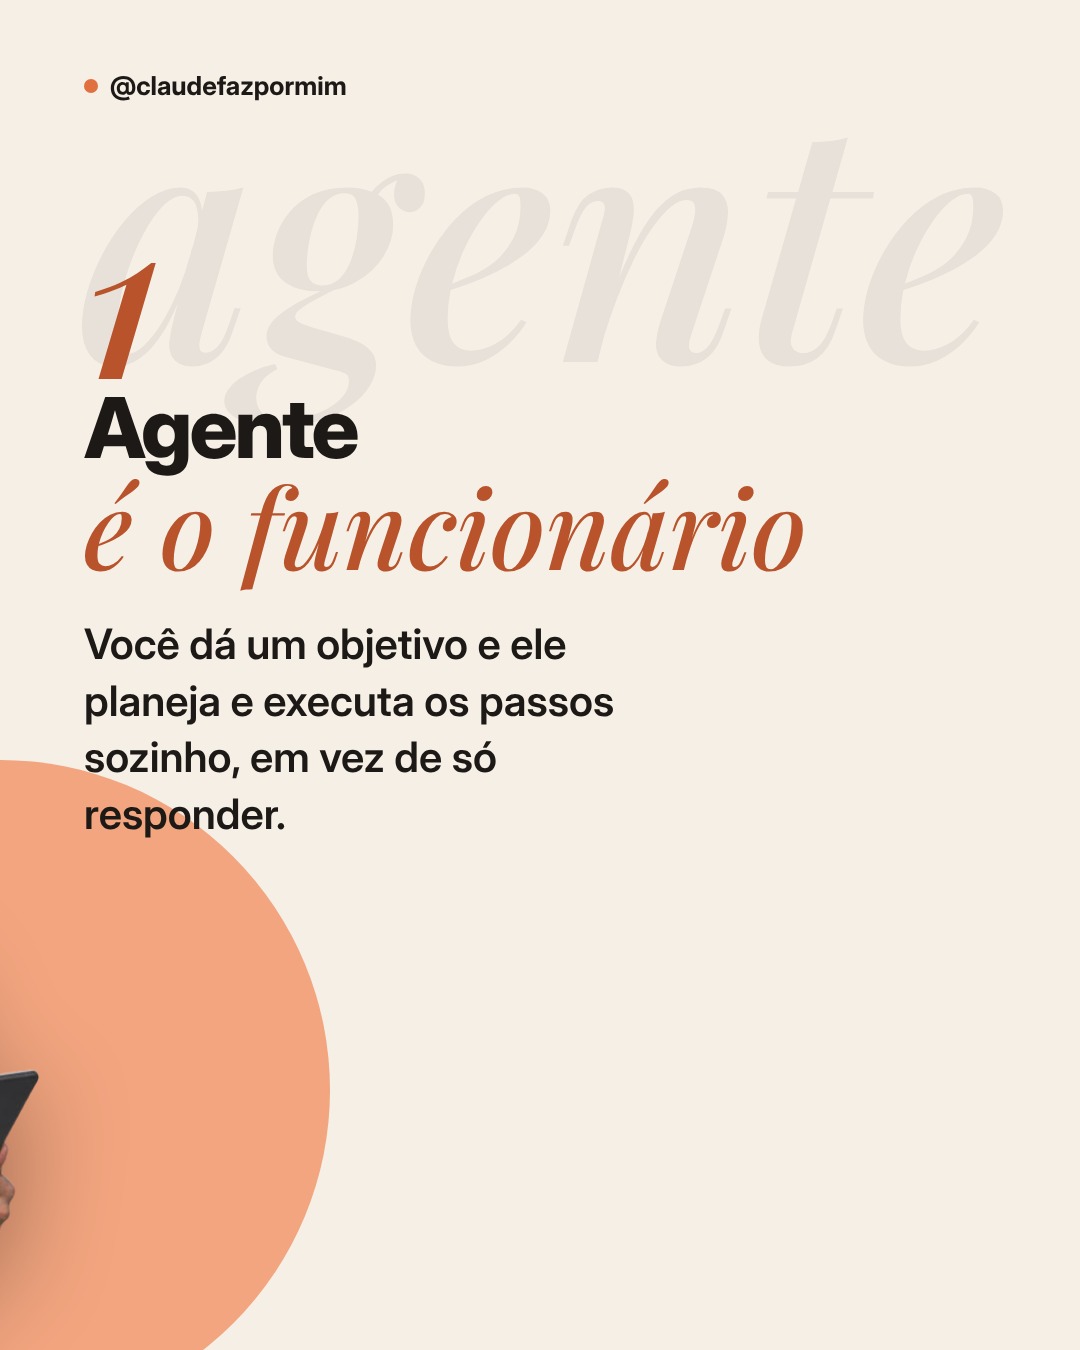 @claudefazpormim
agente
1
Agente
é o funcionário
Você dá um objetivo e ele
planeja e executa os passos
sozinho, em vez de só
responder.